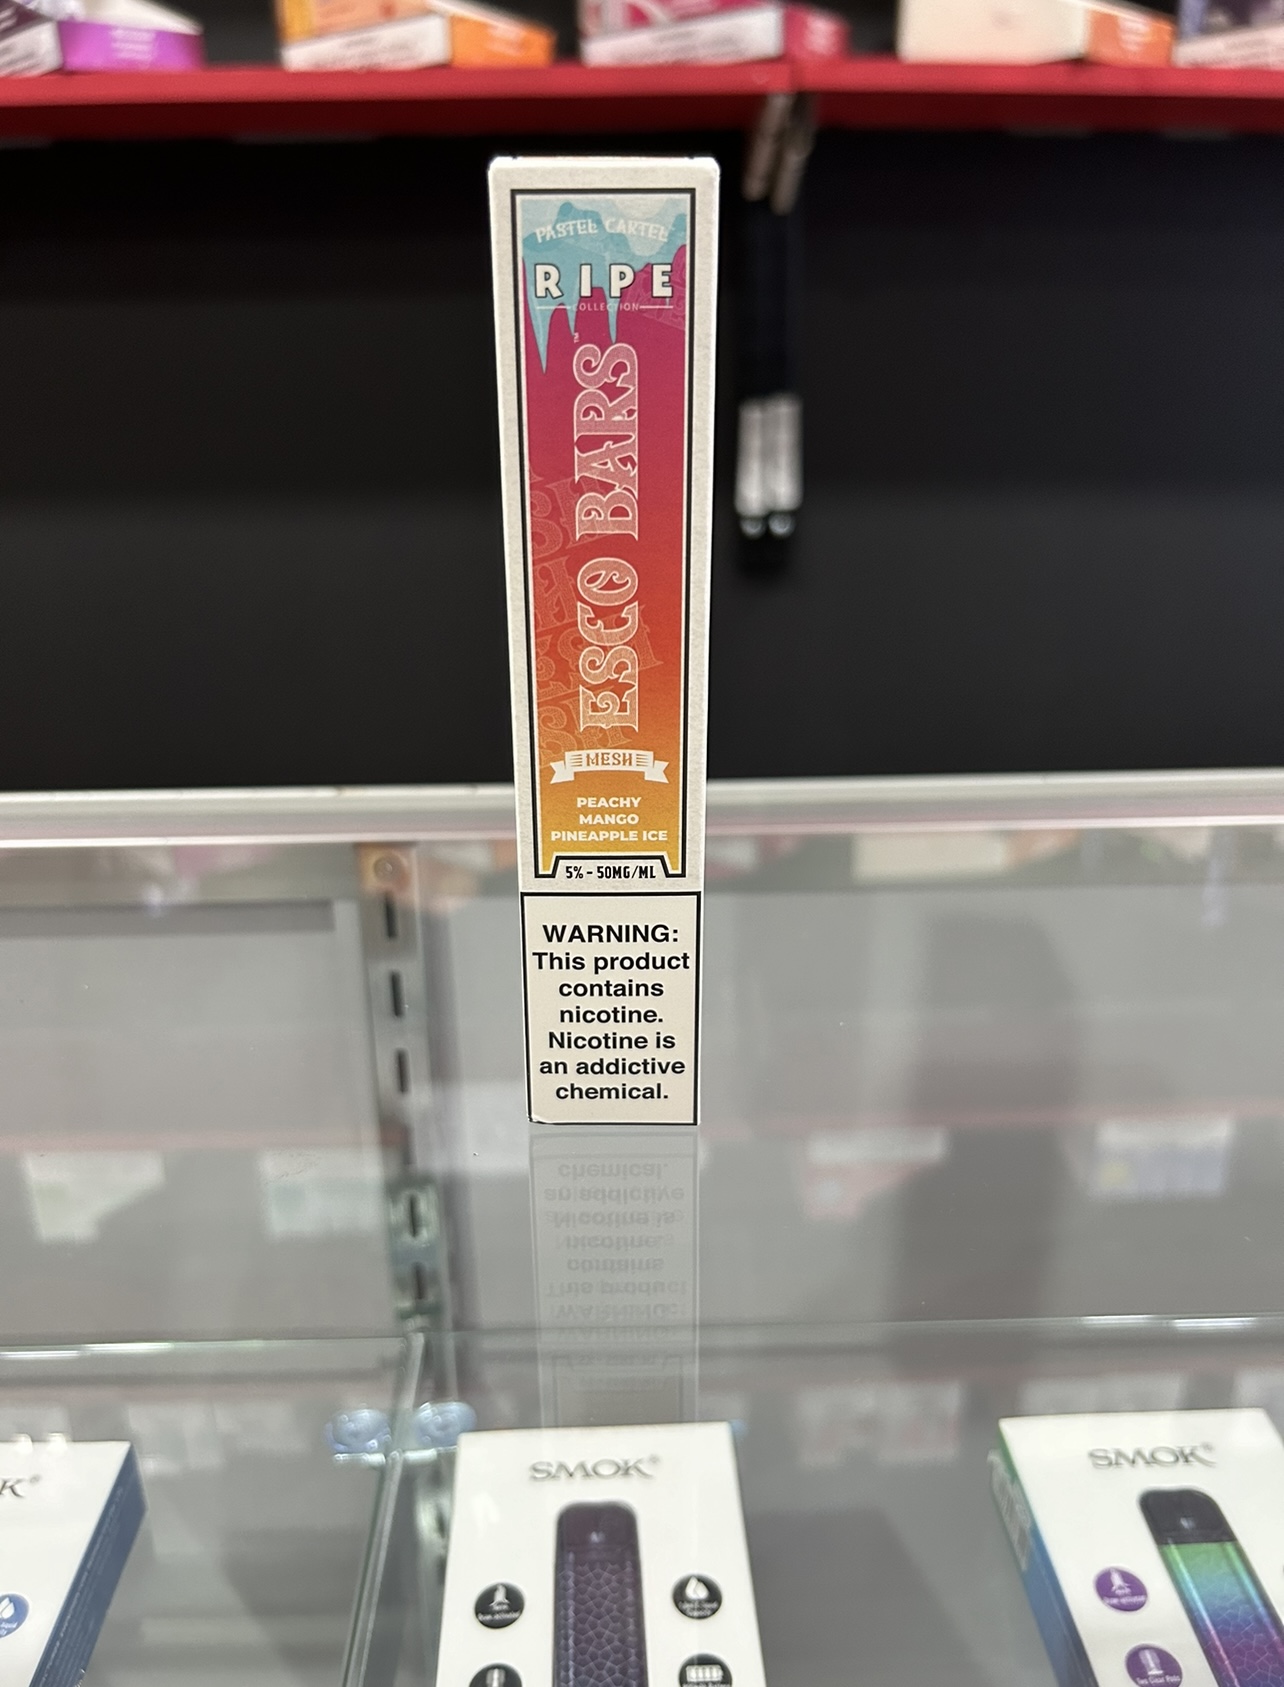 PASTEL CARTEL
RIPE
COLLECTION
ESCO BARS™
MESH
PEACHY
MANGO
PINEAPPLE ICE
5% - 50MG/ML
WARNING:
This product
contains
nicotine.
Nicotine is
an addictive
chemical.
SMOK®
SMOK®
K®